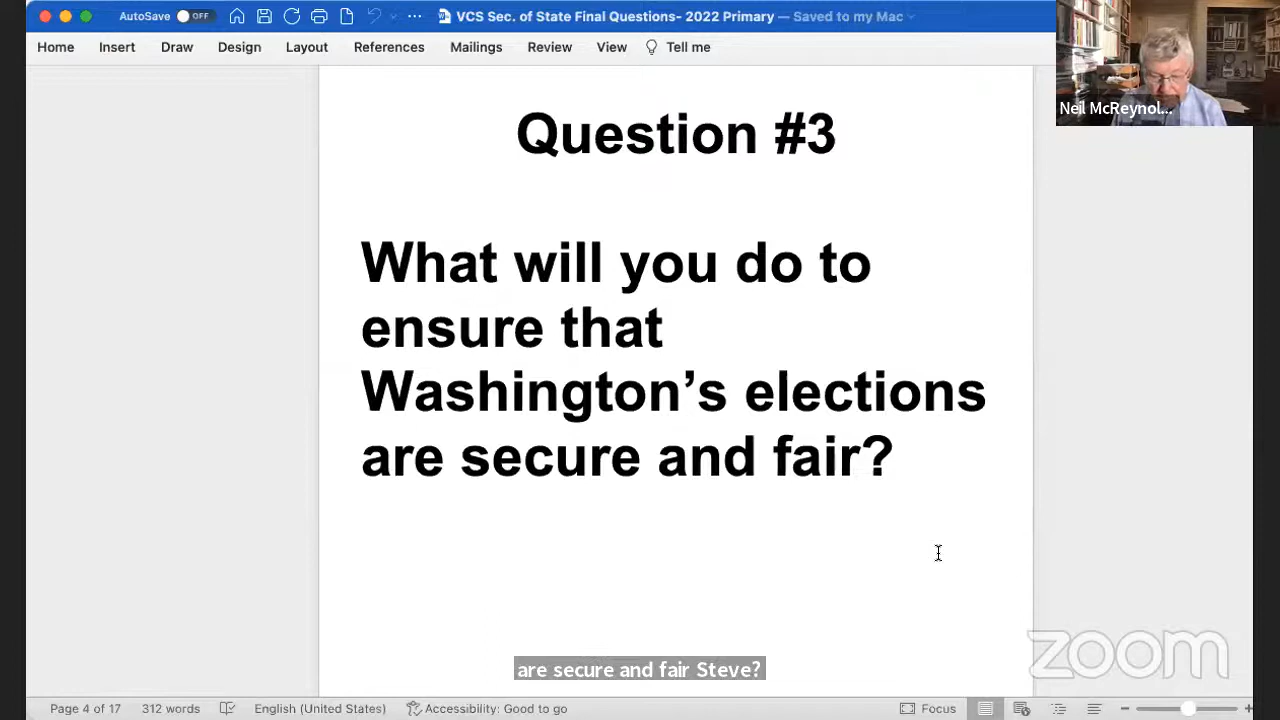 AutoSave OFF ... VCS Sec. of State Final Questions- 2022 Primary — Saved to my Mac
Home Insert Draw Design Layout References Mailings Review View Tell me
Neil McReynol...
Question #3
What will you do to
ensure that
Washington’s elections
are secure and fair?
are secure and fair Steve?
zoom
Page 4 of 17 312 words English (United States) Accessibility: Good to go Focus